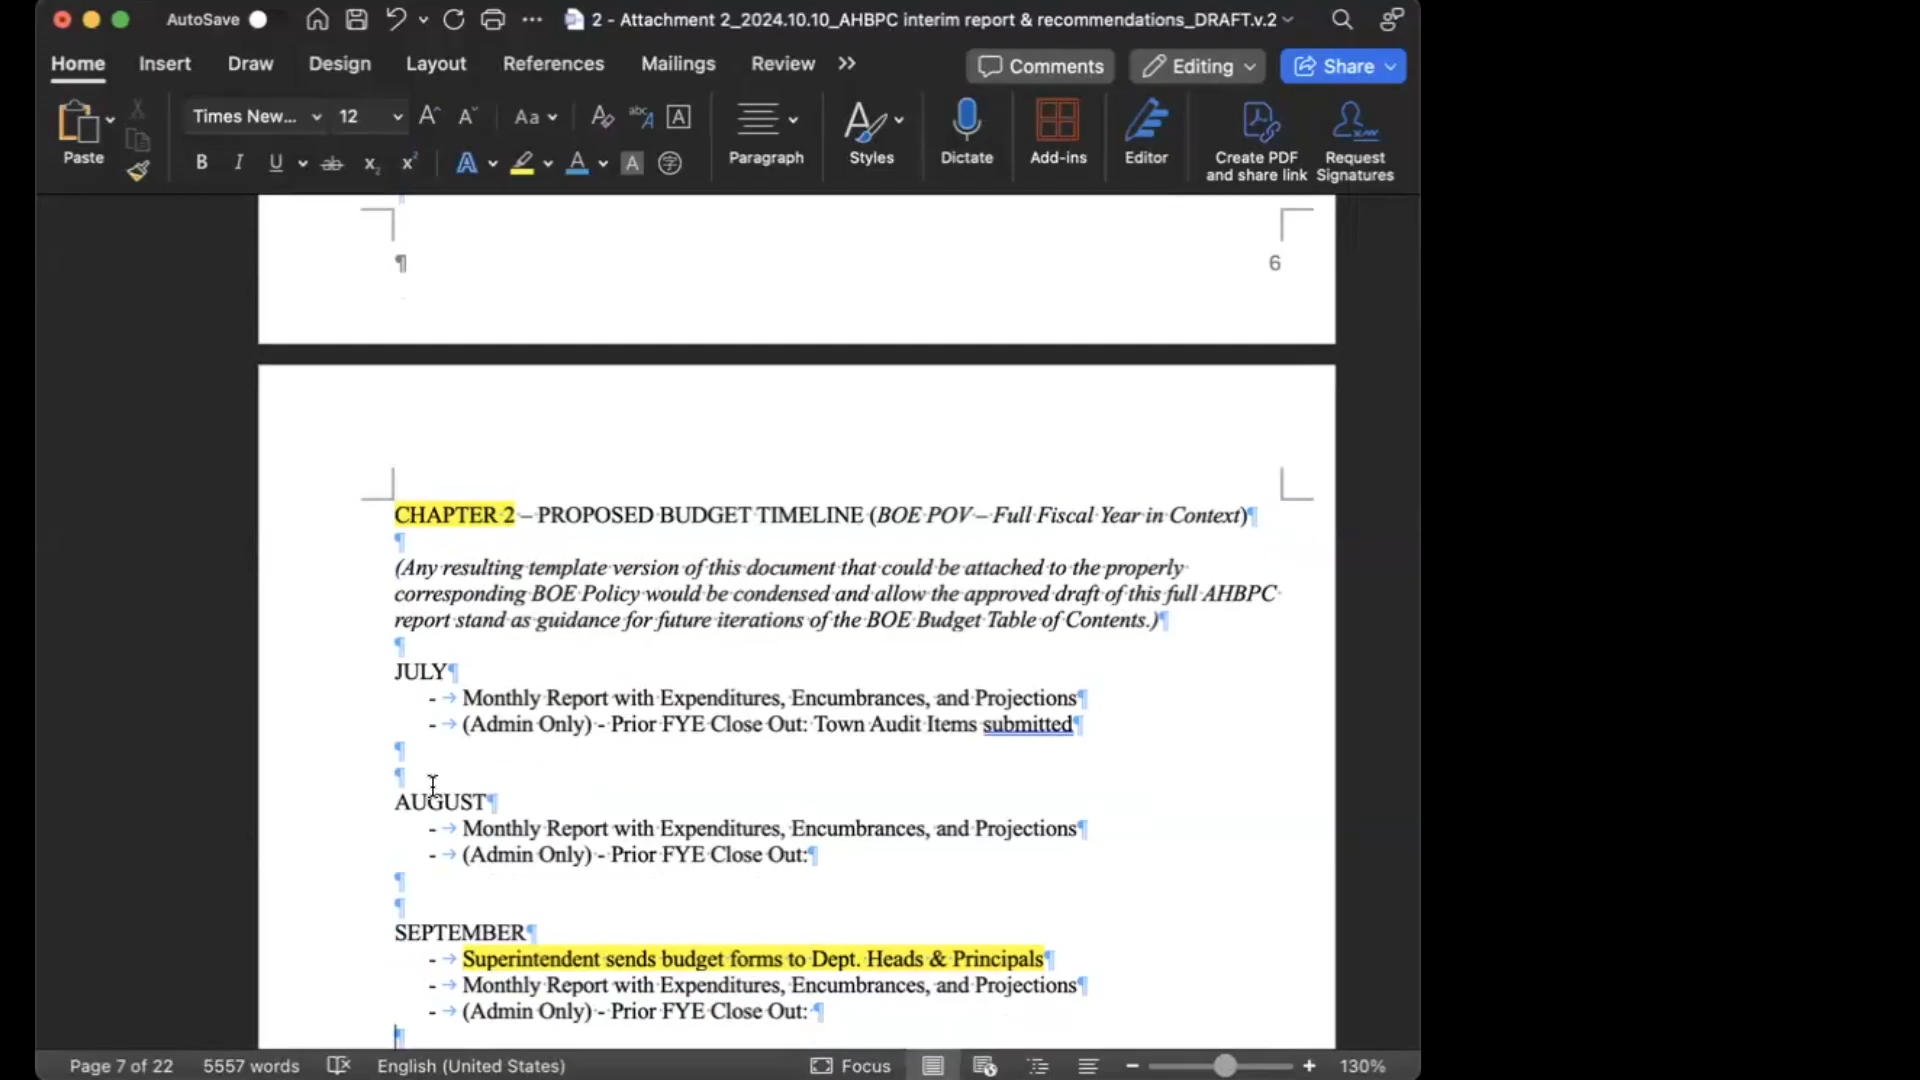 AutoSave
2 - Attachment 2_2024.10.10_AHBPC interim report & recommendations_DRAFT.v.2
Home Insert Draw Design Layout References Mailings Review >> Comments Editing Share
Paste Times New... 12 Aa Paragraph Styles Dictate Add-ins Editor Create PDF and share link Request Signatures
B I U ab x₂ x² A A A 字
¶ 6
CHAPTER 2 – PROPOSED BUDGET TIMELINE (BOE POV – Full Fiscal Year in Context)¶
¶
(Any resulting template version of this document that could be attached to the properly
corresponding BOE Policy would be condensed and allow the approved draft of this full AHBPC
report stand as guidance for future iterations of the BOE Budget Table of Contents.)¶
¶
JULY¶
- → Monthly Report with Expenditures, Encumbrances, and Projections¶
- → (Admin Only) - Prior FYE Close Out: Town Audit Items submitted¶
¶
¶
AUGUST¶
- → Monthly Report with Expenditures, Encumbrances, and Projections¶
- → (Admin Only) - Prior FYE Close Out:¶
¶
¶
SEPTEMBER¶
- → Superintendent sends budget forms to Dept. Heads & Principals¶
- → Monthly Report with Expenditures, Encumbrances, and Projections¶
- → (Admin Only) - Prior FYE Close Out: ¶
¶
Page 7 of 22 5557 words English (United States) Focus 130%